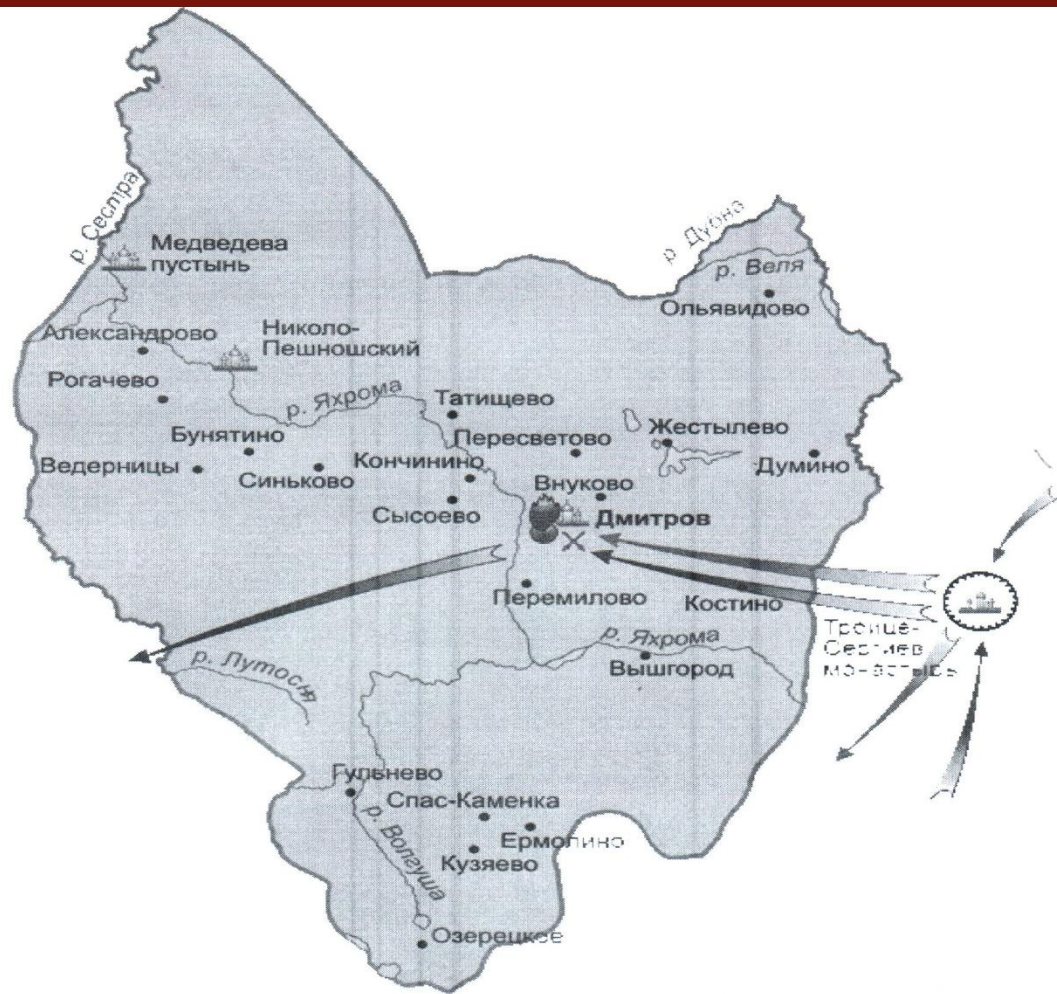 р. Сестра
Медведева
пустынь
р. Дубна
р. Веля
Ольявидово
Александрово
Николо-
Пешношский
Рогачево
р. Яхрома
Татищево
Бунятино
Пересветово
Жестылево
Ведерницы
Синьково
Кончинино
Думино
Внуково
Сысоево
Дмитров
Перемилово
Костино
Троице-
Сергиев
монастырь
р. Яхрома
Вышгород
р. Лутосня
Гульнево
Спас-Каменка
Ермолино
р. Волгуша
Кузяево
Озерецкое